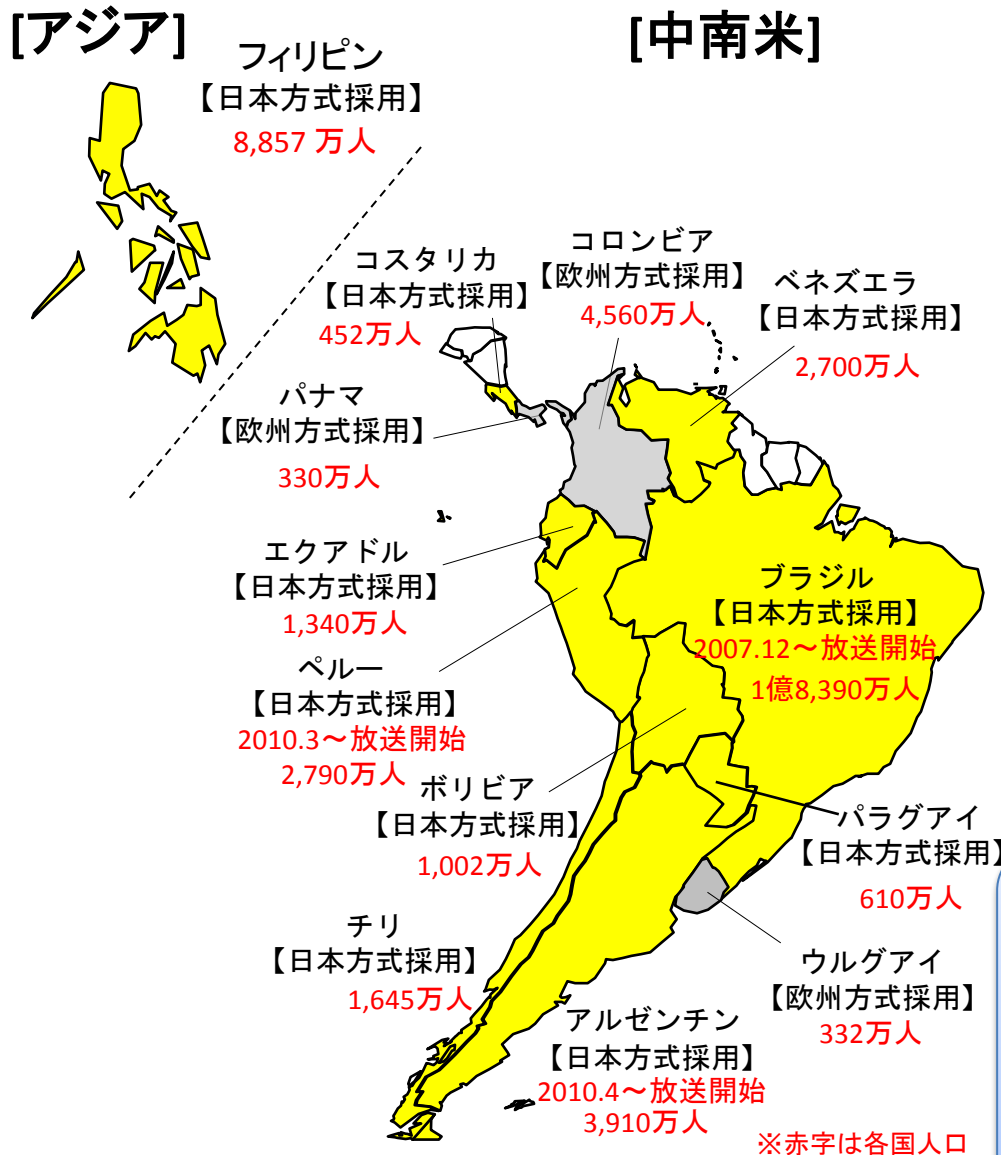 [アジア]
フィリピン
【日本方式採用】
8,857 万人
[中南米]
コスタリカ
【日本方式採用】
452万人
コロンビア
【欧州方式採用】
4,560万人
ベネズエラ
【日本方式採用】
2,700万人
パナマ
【欧州方式採用】
330万人
エクアドル
【日本方式採用】
1,340万人
ブラジル
【日本方式採用】
2007.12～放送開始
1億8,390万人
ペルー
【日本方式採用】
2010.3～放送開始
2,790万人
ボリビア
【日本方式採用】
1,002万人
パラグアイ
【日本方式採用】
610万人
チリ
【日本方式採用】
1,645万人
ウルグアイ
【欧州方式採用】
332万人
アルゼンチン
【日本方式採用】
2010.4～放送開始
3,910万人
※赤字は各国人口